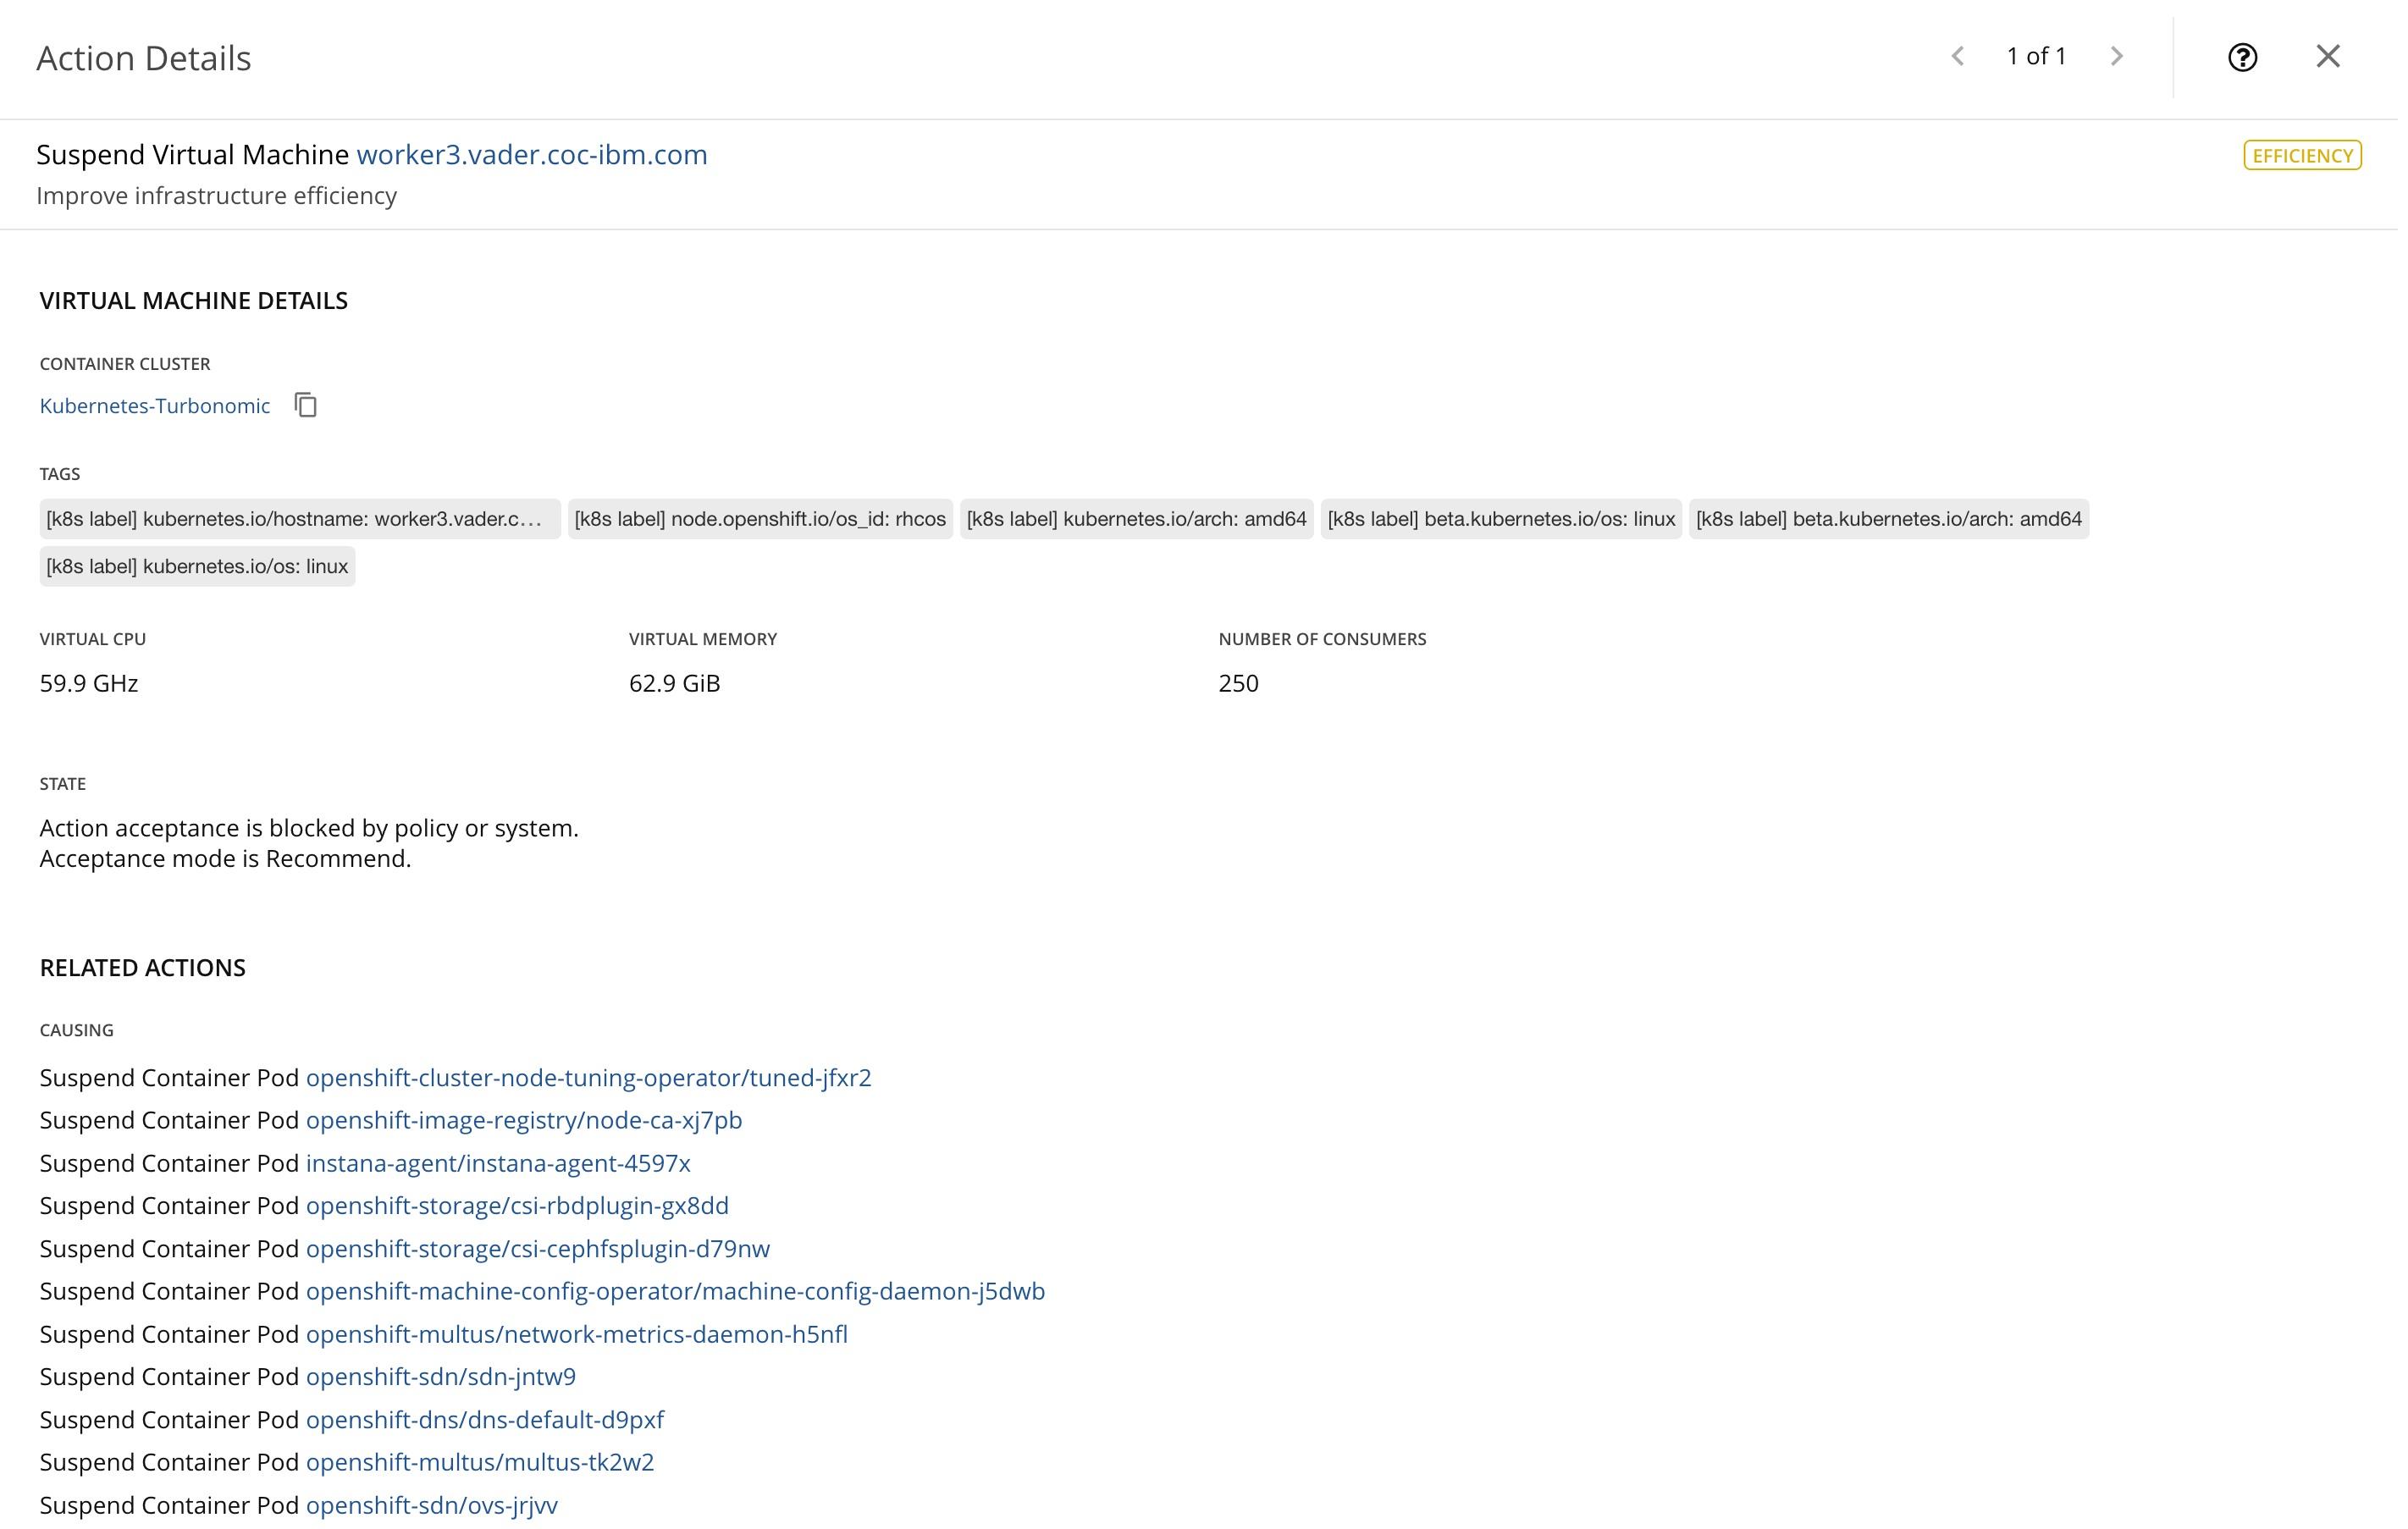 Action Details
1 of 1
Suspend Virtual Machine worker3.vader.coc-ibm.com
EFFICIENCY
Improve infrastructure efficiency
VIRTUAL MACHINE DETAILS
CONTAINER CLUSTER
Kubernetes-Turbonomic
TAGS
[k8s label] kubernetes.io/hostname: worker3.vader.c... [k8s label] node.openshift.io/os_id: rhcos [k8s label] kubernetes.io/arch: amd64 [k8s label] beta.kubernetes.io/os: linux [k8s label] beta.kubernetes.io/arch: amd64
[k8s label] kubernetes.io/os: linux
VIRTUAL CPU VIRTUAL MEMORY NUMBER OF CONSUMERS
59.9 GHz 62.9 GiB 250
STATE
Action acceptance is blocked by policy or system.
Acceptance mode is Recommend.
RELATED ACTIONS
CAUSING
Suspend Container Pod openshift-cluster-node-tuning-operator/tuned-jfxr2
Suspend Container Pod openshift-image-registry/node-ca-xj7pb
Suspend Container Pod instana-agent/instana-agent-4597x
Suspend Container Pod openshift-storage/csi-rbdplugin-gx8dd
Suspend Container Pod openshift-storage/csi-cephfsplugin-d79nw
Suspend Container Pod openshift-machine-config-operator/machine-config-daemon-j5dwb
Suspend Container Pod openshift-multus/network-metrics-daemon-h5nfl
Suspend Container Pod openshift-sdn/sdn-jntw9
Suspend Container Pod openshift-dns/dns-default-d9pxf
Suspend Container Pod openshift-multus/multus-tk2w2
Suspend Container Pod openshift-sdn/ovs-jrjvv